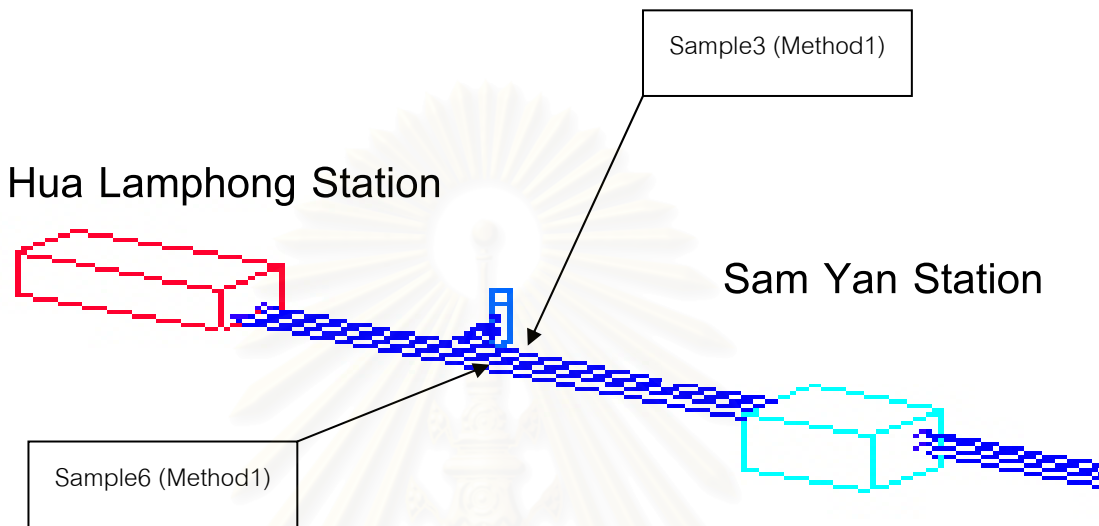 Sample3 (Method1)
Hua Lamphong Station
Sam Yan Station
Sample6 (Method1)